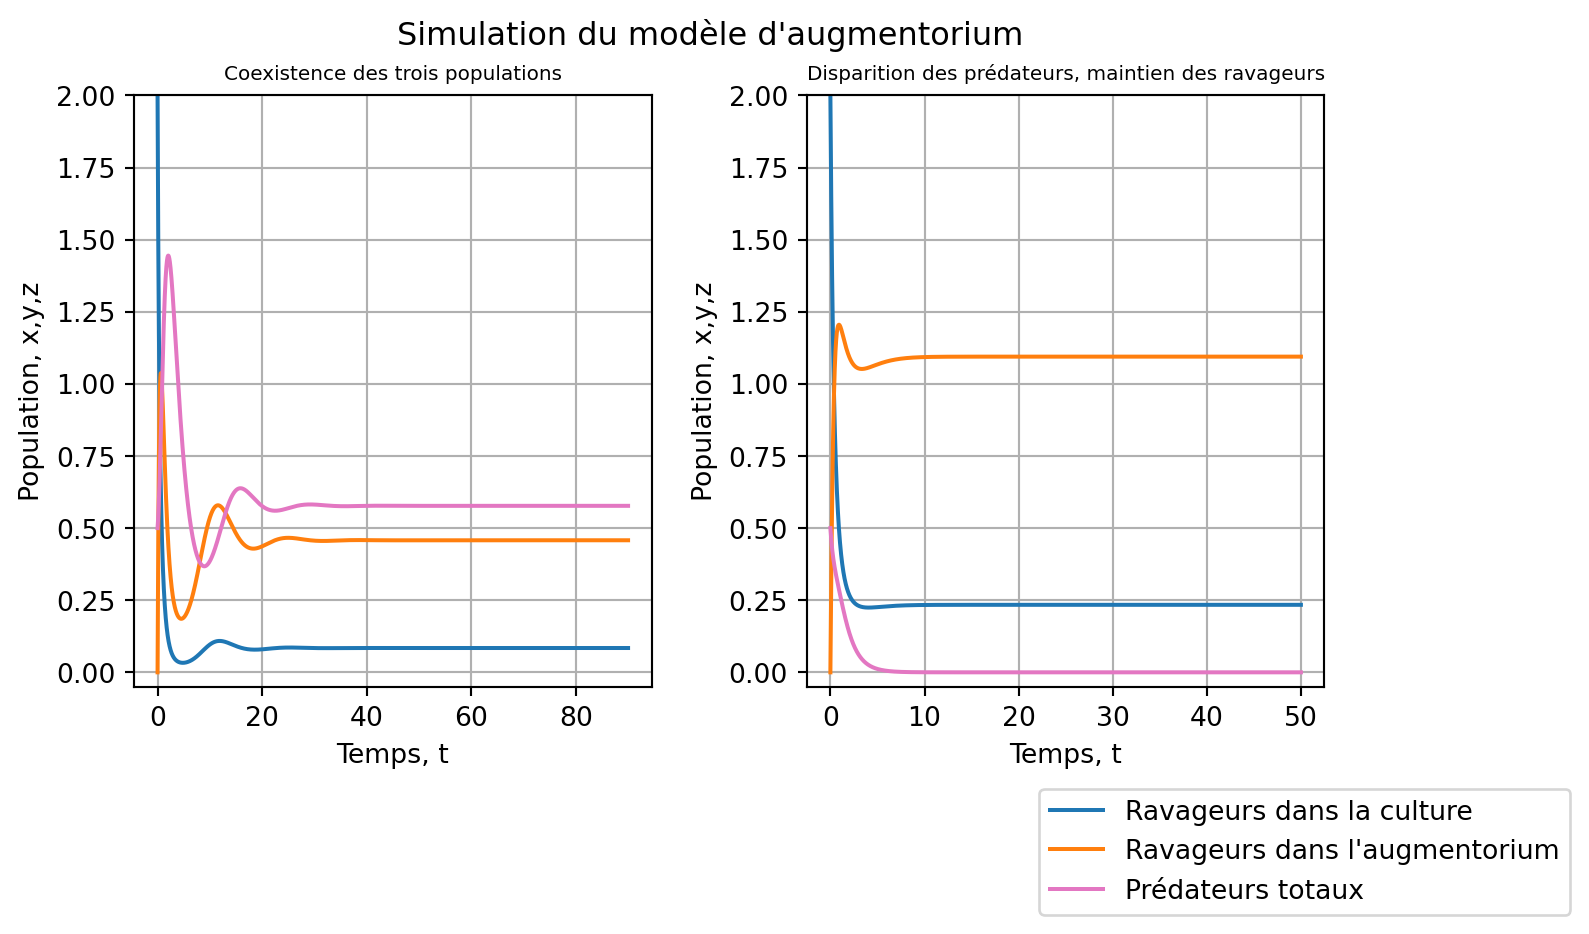 Simulation du modèle d'augmentorium
Coexistence des trois populations
2.00
1.75
1.50
1.25
1.00
0.75
0.50
0.25
0.00
Population, x,y,z
0 20 40 60 80
Temps, t
Disparition des prédateurs, maintien des ravageurs
2.00
1.75
1.50
1.25
1.00
0.75
0.50
0.25
0.00
Population, x,y,z
0 10 20 30 40 50
Temps, t
Ravageurs dans la culture
Ravageurs dans l'augmentorium
Prédateurs totaux